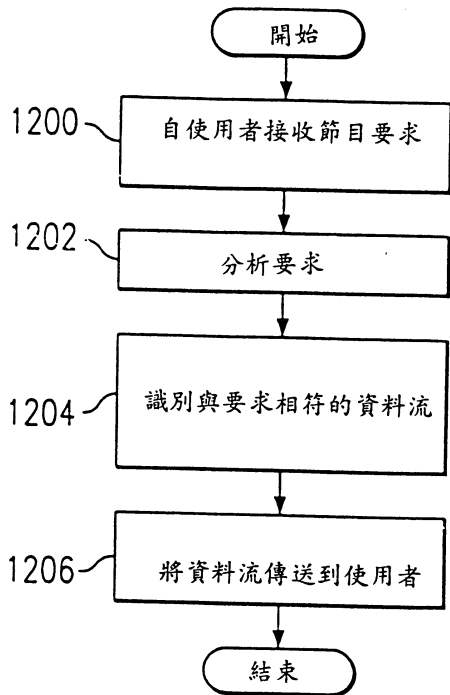 開始
1200
自使用者接收節目要求
1202
分析要求
1204
識別與要求相符的資料流
1206
將資料流傳送到使用者
結束